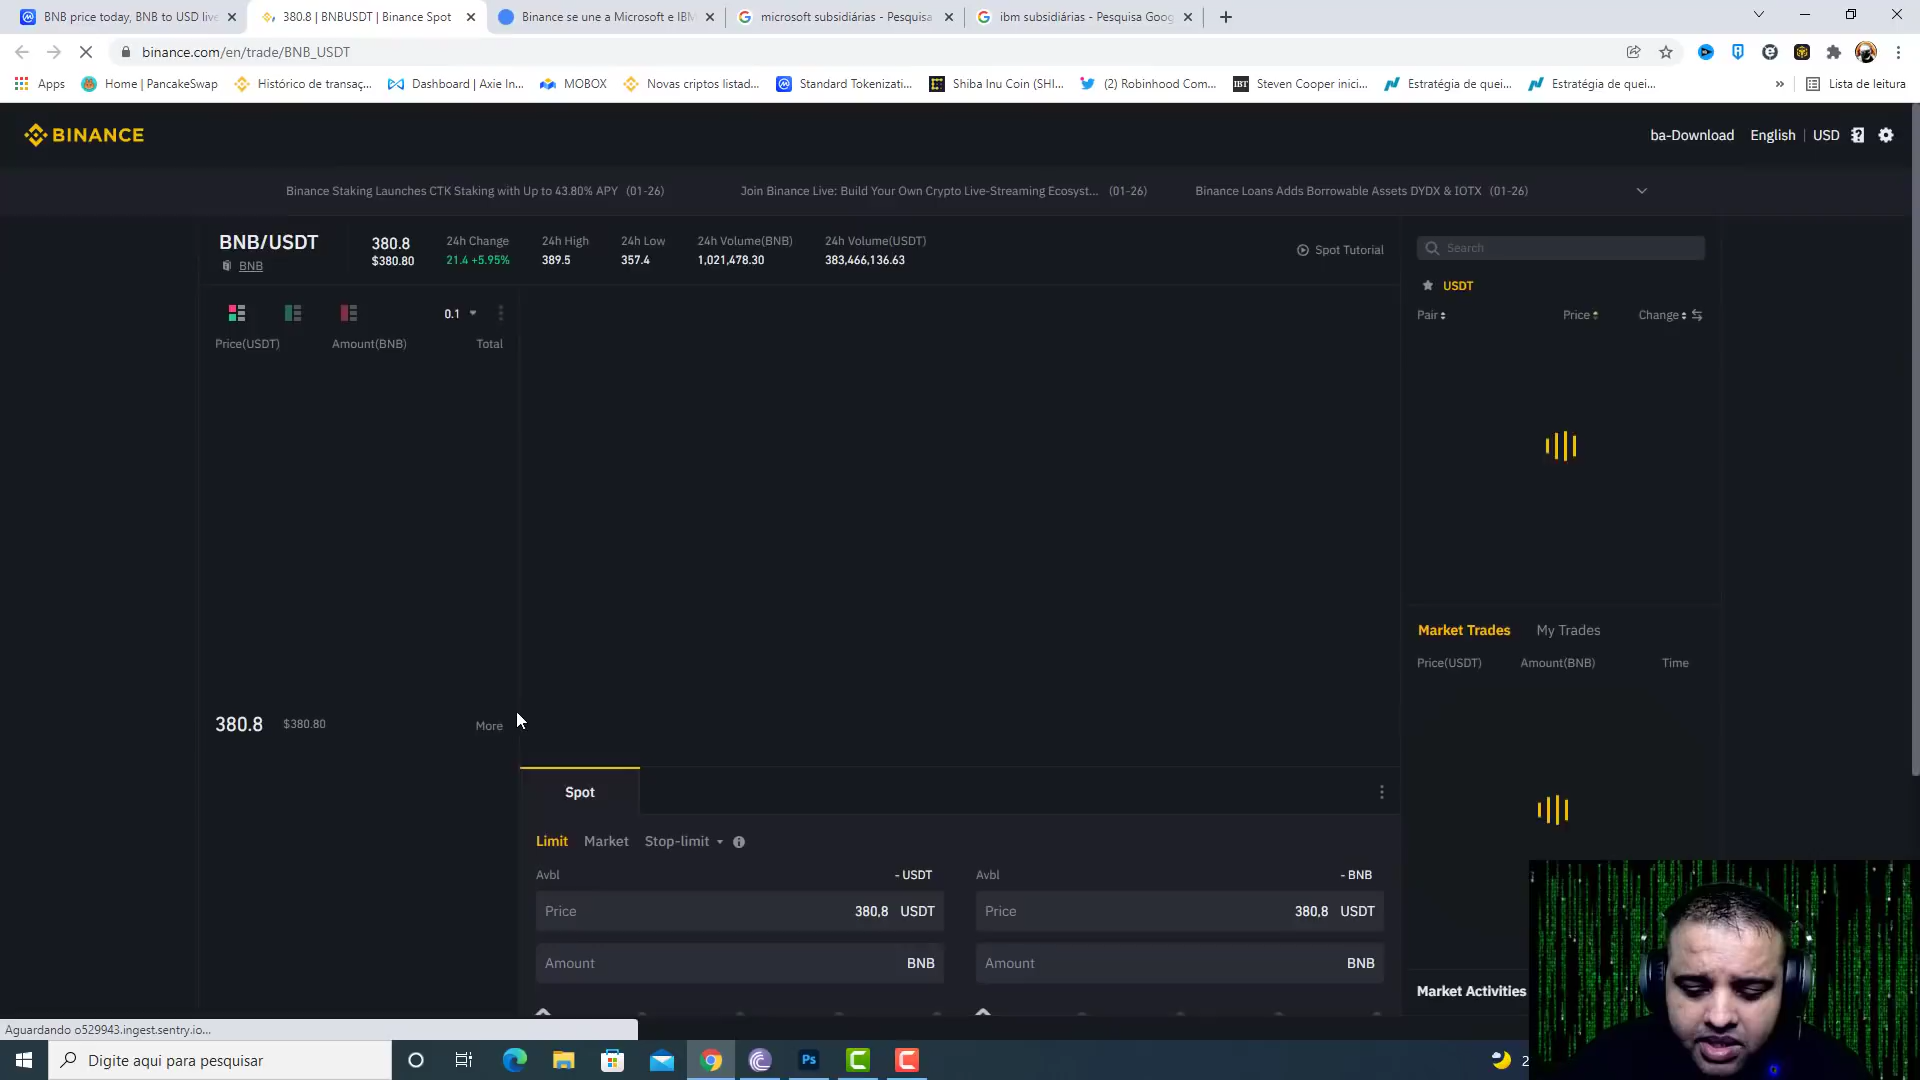 BNB price today, BNB to USD live
380.8 | BNBUSDT | Binance Spot
Binance se une a Microsoft e IBM
microsoft subsidiárias - Pesquisa
ibm subsidiárias - Pesquisa Goog
binance.com/en/trade/BNB_USDT
Apps
Home | PancakeSwap
Histórico de transaç...
Dashboard | Axie In...
MOBOX
Novas criptos listad...
Standard Tokenizati...
Shiba Inu Coin (SHI...
(2) Robinhood Com...
IBT
Steven Cooper inici...
Estratégia de quei...
Estratégia de quei...
»
Lista de leitura
BINANCE
ba-Download
English
USD
Binance Staking Launches CTK Staking with Up to 43.80% APY (01-26)
Join Binance Live: Build Your Own Crypto Live-Streaming Ecosyst... (01-26)
Binance Loans Adds Borrowable Assets DYDX & IOTX (01-26)
BNB/USDT
BNB
380.8
$380.80
24h Change
21.4 +5.95%
24h High
389.5
24h Low
357.4
24h Volume(BNB)
1,021,478.30
24h Volume(USDT)
383,466,136.63
Spot Tutorial
Search
USDT
Pair
Price
Change
0.1
Price(USDT)
Amount(BNB)
Total
380.8
$380.80
More
Market Trades
My Trades
Price(USDT)
Amount(BNB)
Time
Spot
Limit
Market
Stop-limit
Avbl
- USDT
Avbl
- BNB
Price
380,8 USDT
Price
380,8 USDT
Amount
BNB
Amount
BNB
Market Activities
Aguardando o529943.ingest.sentry.io...
Digite aqui para pesquisar
Ps
2